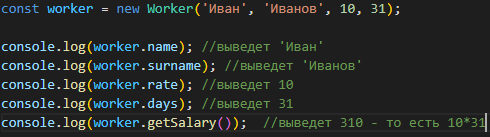 const worker = new Worker('Иван', 'Иванов', 10, 31);
console.log(worker.name); //выведет 'Иван'
console.log(worker.surname); //выведет 'Иванов'
console.log(worker.rate); //выведет 10
console.log(worker.days); //выведет 31
console.log(worker.getSalary());  //выведет 310 - то есть 10*31